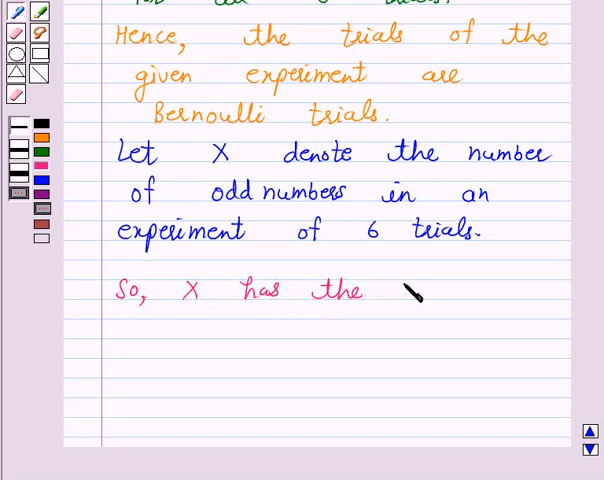 Hence, the trials of the
given experiment are
Bernoulli trials.
Let X denote the number
of odd numbers in an
experiment of 6 trials.
So, X has the